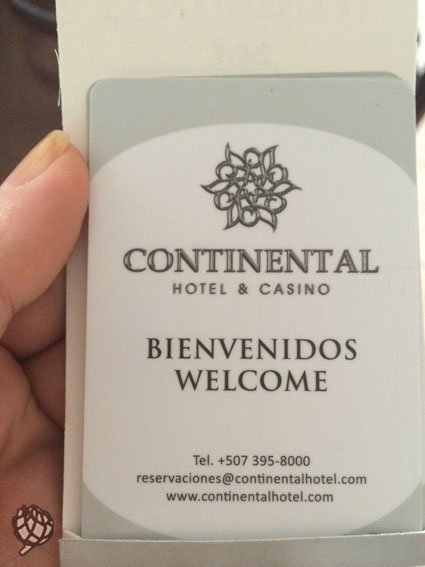 CONTINENTAL
HOTEL & CASINO
BIENVENIDOS
WELCOME
Tel. +507 395-8000
reservaciones@continentalhotel.com
www.continentalhotel.com